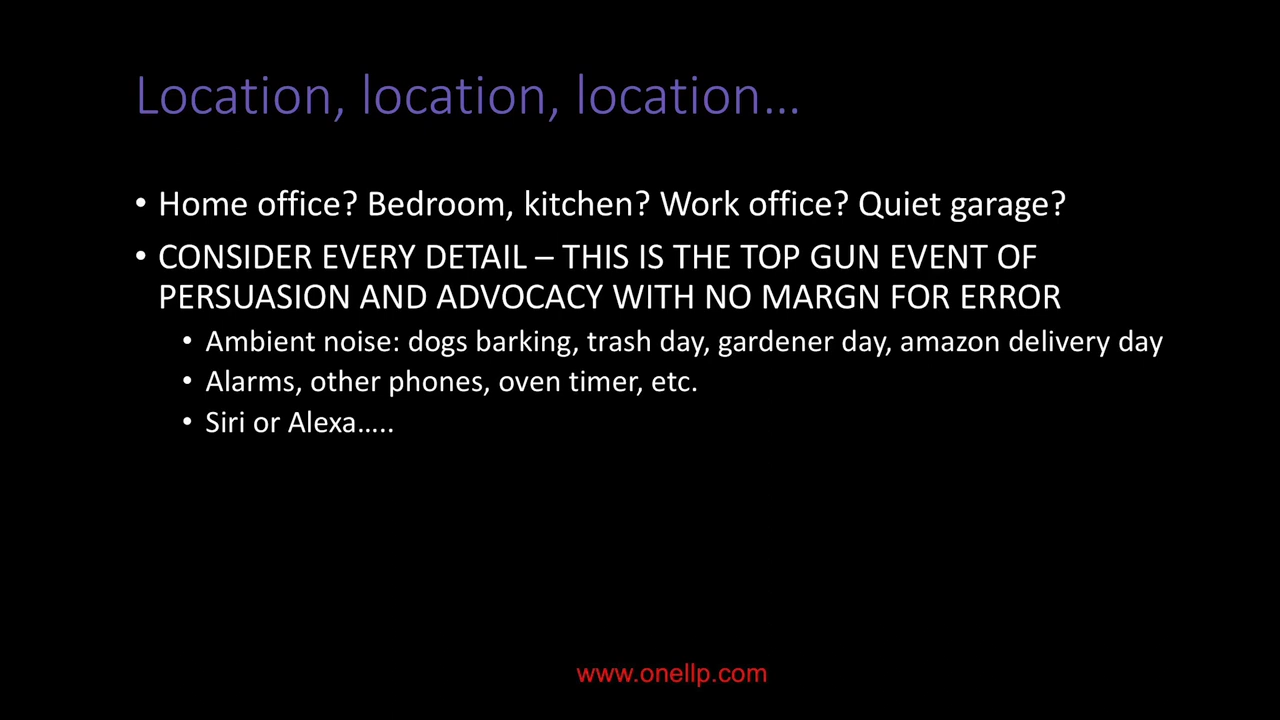 Location, location, location…
• Home office? Bedroom, kitchen? Work office? Quiet garage?
• CONSIDER EVERY DETAIL – THIS IS THE TOP GUN EVENT OF
PERSUASION AND ADVOCACY WITH NO MARGN FOR ERROR
• Ambient noise: dogs barking, trash day, gardener day, amazon delivery day
• Alarms, other phones, oven timer, etc.
• Siri or Alexa…..
www.onellp.com